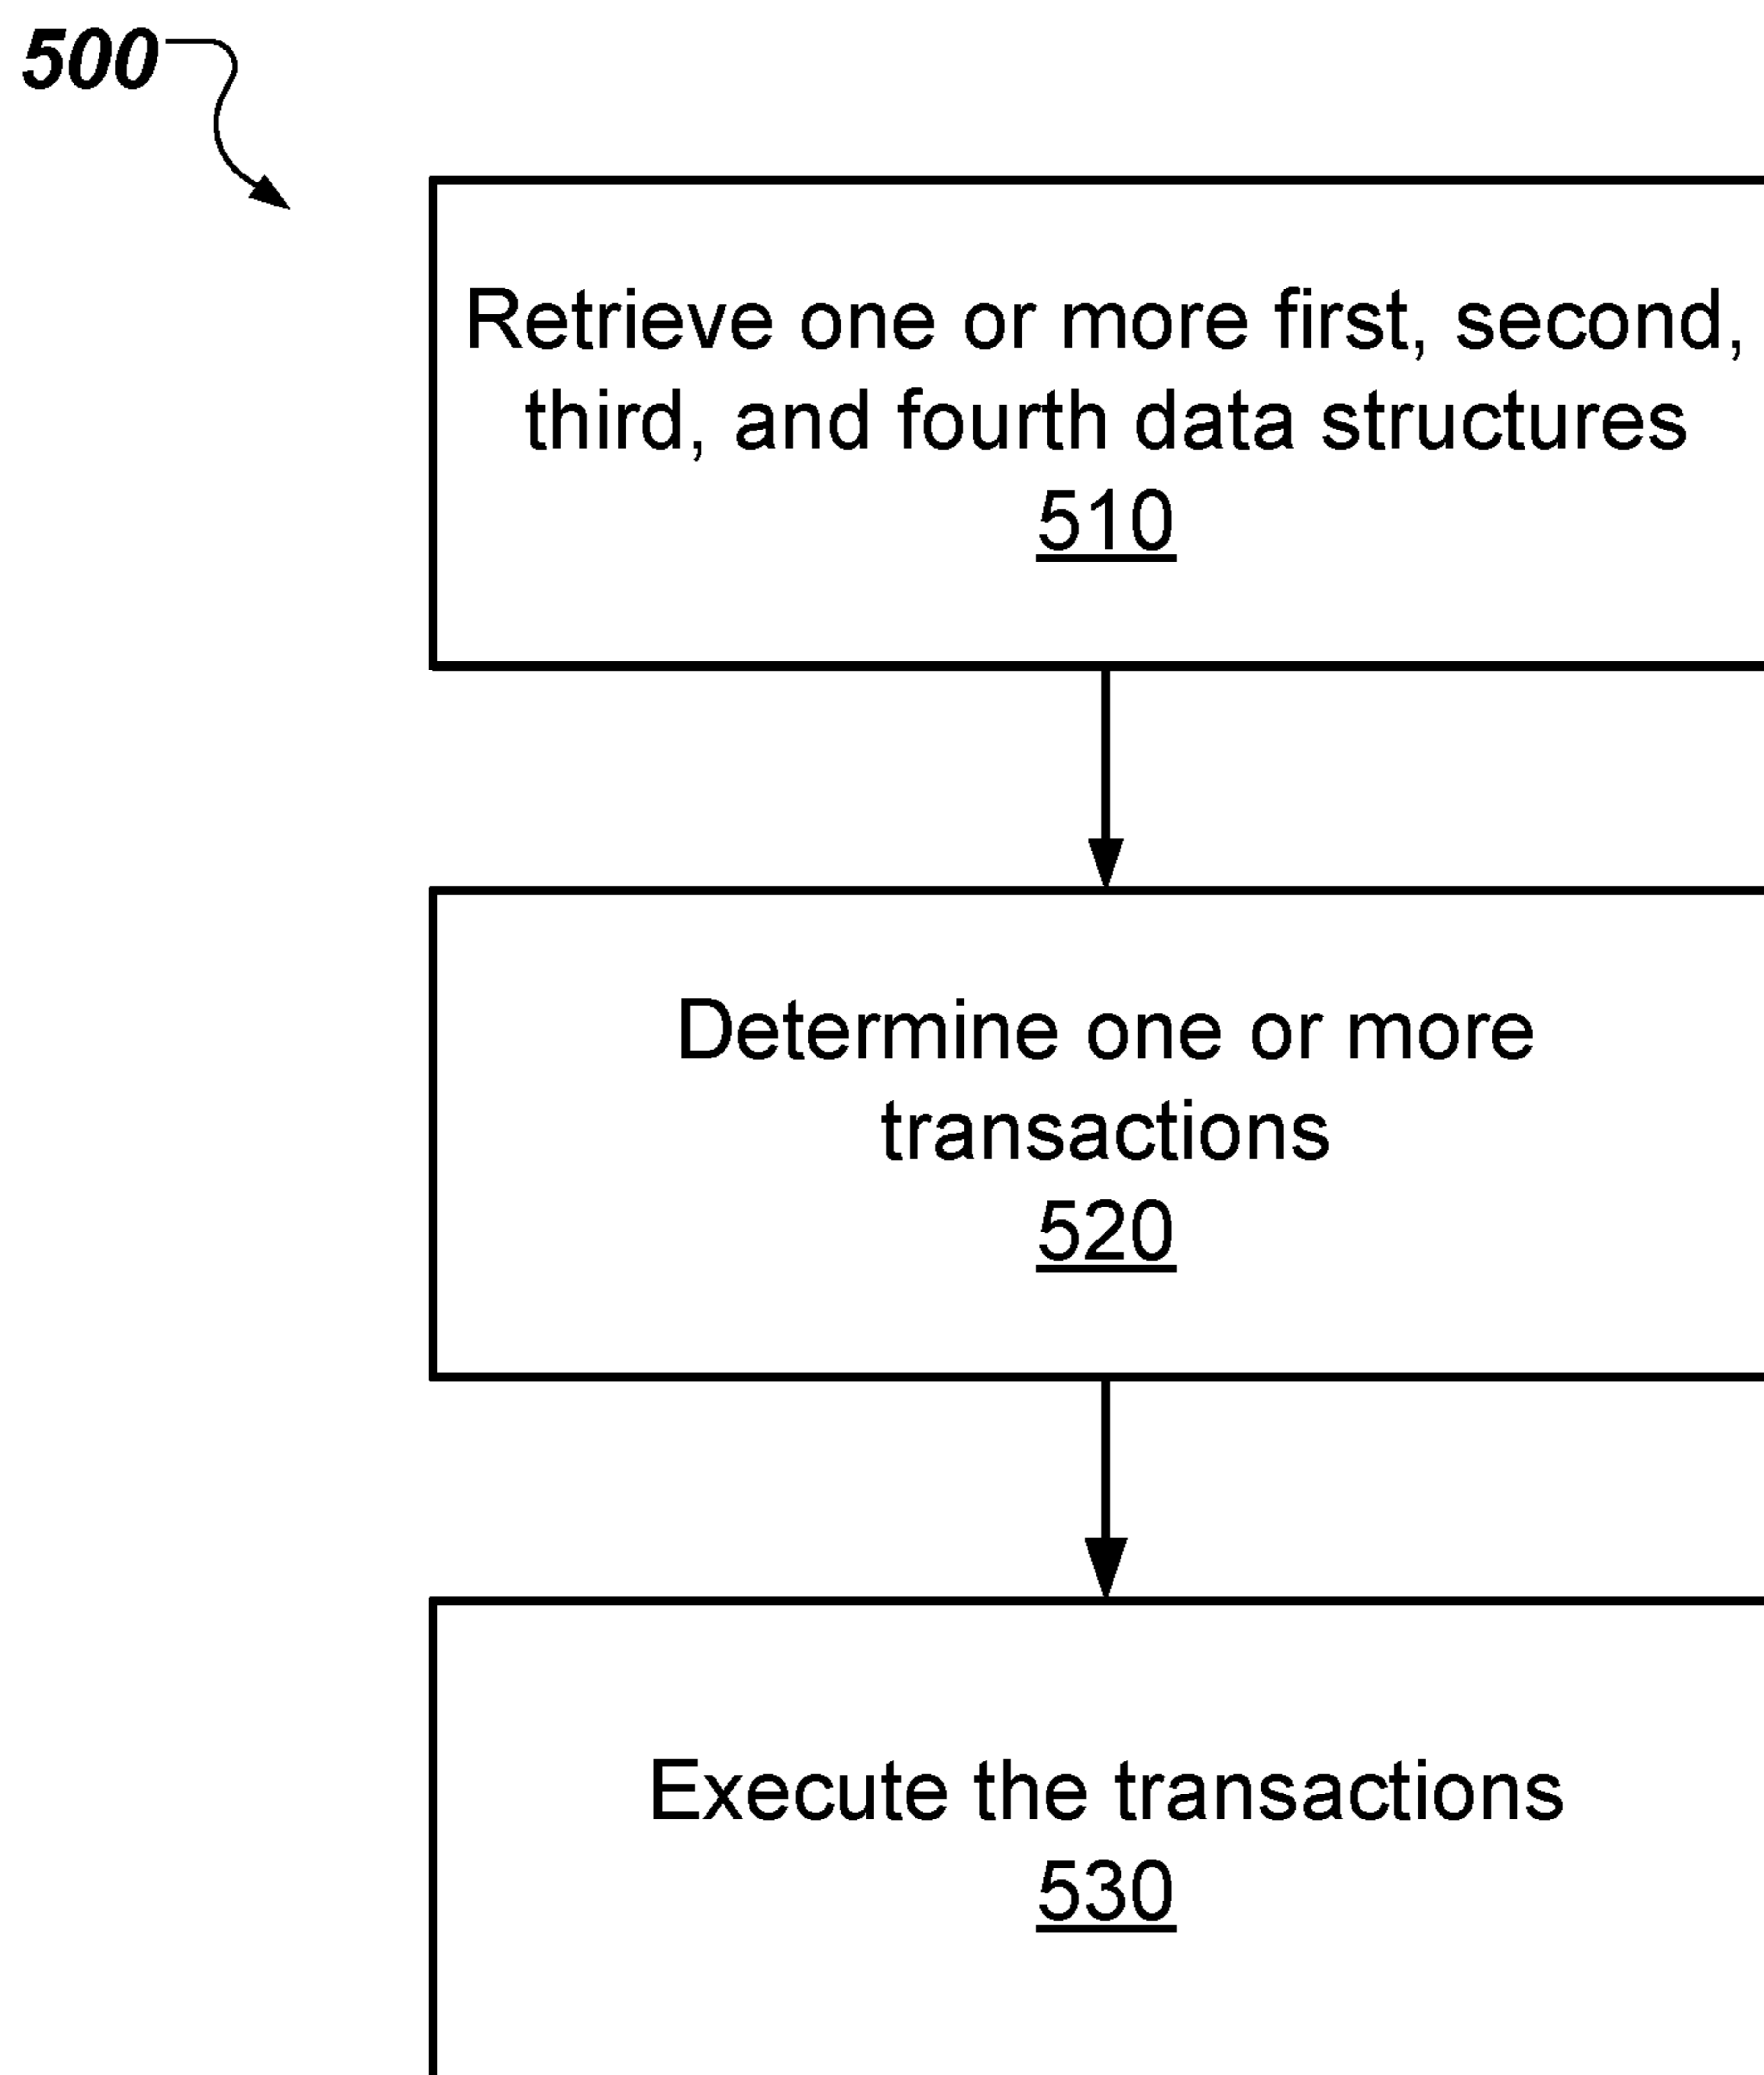 500
Retrieve one or more first, second,
third, and fourth data structures
510
Determine one or more
transactions
520
Execute the transactions
530